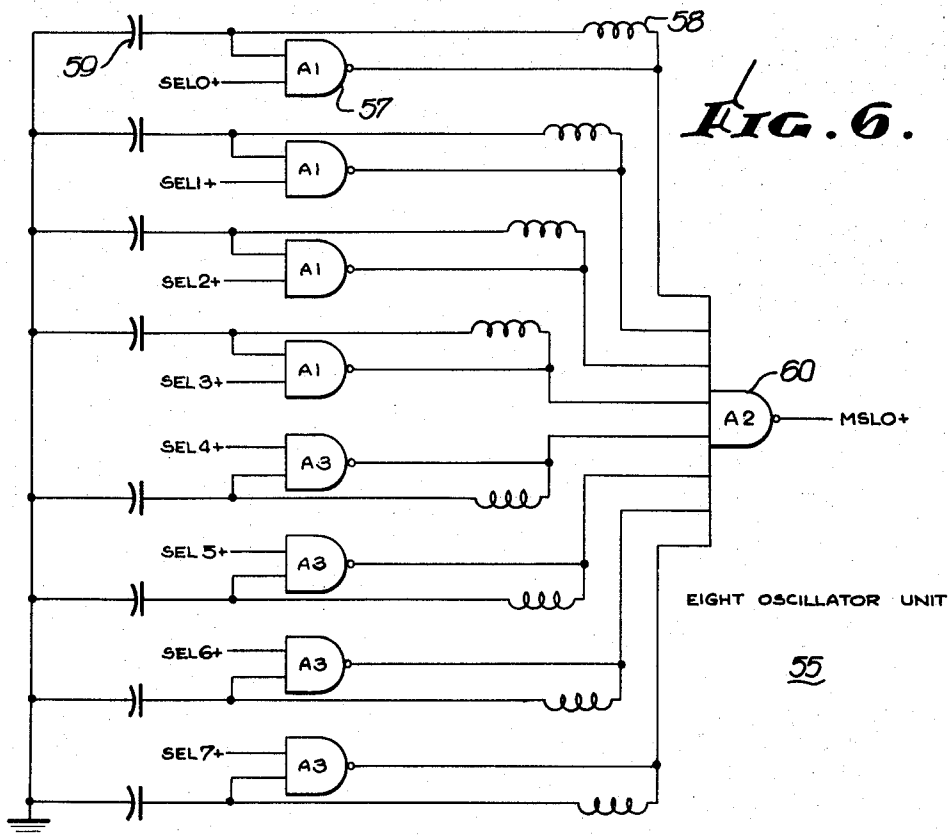 58
59
A1
SEL0+
57
FIG. 6.
A1
SEL1+
A1
SEL2+
A1
SEL3+
60
A2
MSLO+
SEL4+
A3
SEL5+
A3
EIGHT OSCILLATOR UNIT
SEL6+
A3
55
SEL7+
A3